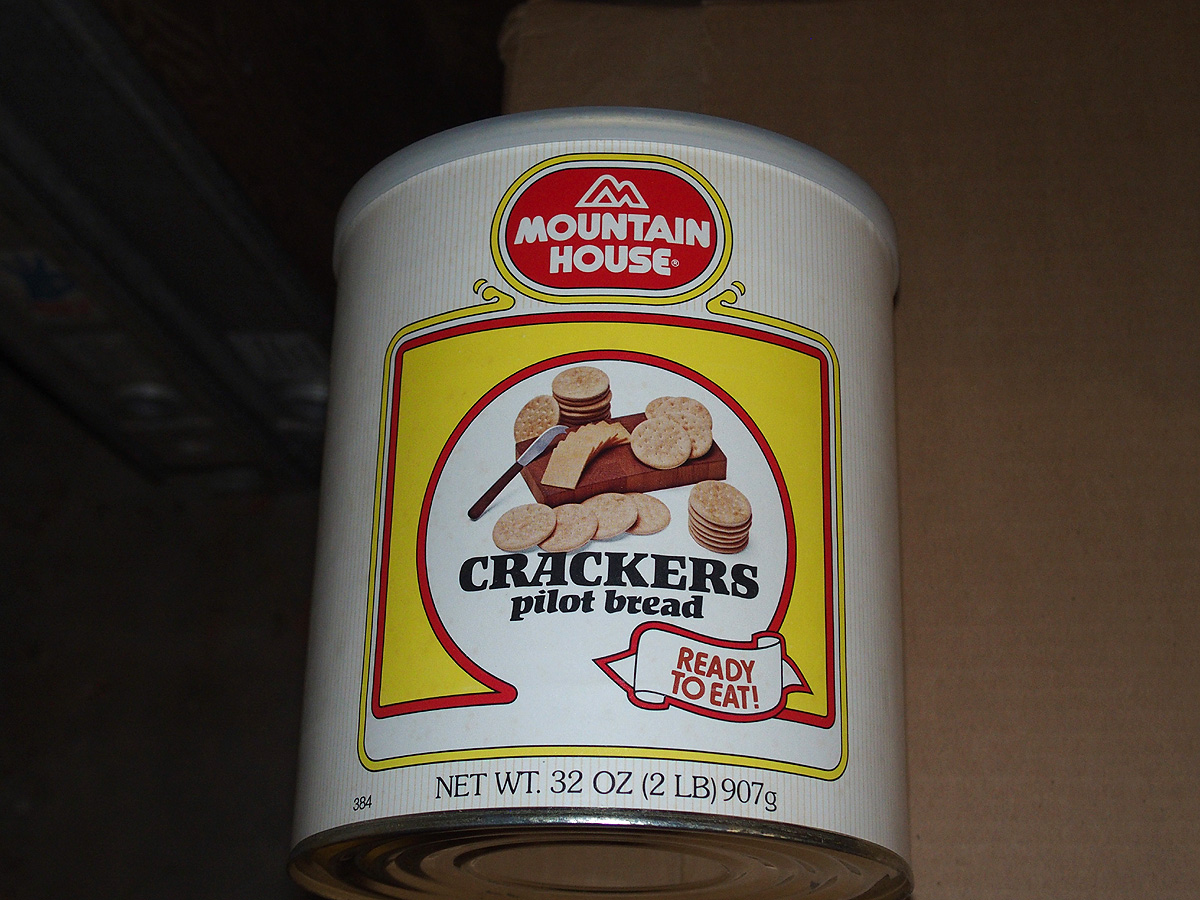 MOUNTAIN
HOUSE®
CRACKERS
pilot bread
READY
TO EAT!
NET WT. 32 OZ (2 LB) 907g
384